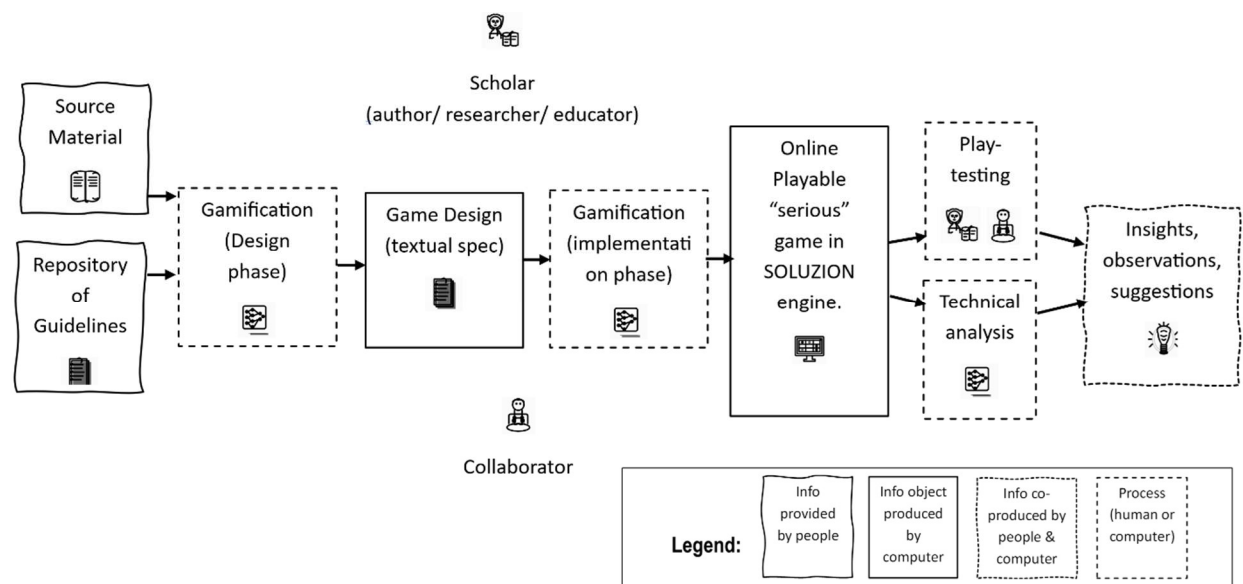 Scholar
(author/ researcher/ educator)
Source
Material
Repository
of
Guidelines
Gamification
(Design
phase)
Game Design
(textual spec)
Gamification
(implementati
on phase)
Online
Playable
“serious”
game in
SOLUZION
engine.
Play-
testing
Technical
analysis
Insights,
observations,
suggestions
Collaborator
Legend:
Info
provided
by people
Info object
produced
by
computer
Info co-
produced by
people &
computer
Process
(human or
computer)